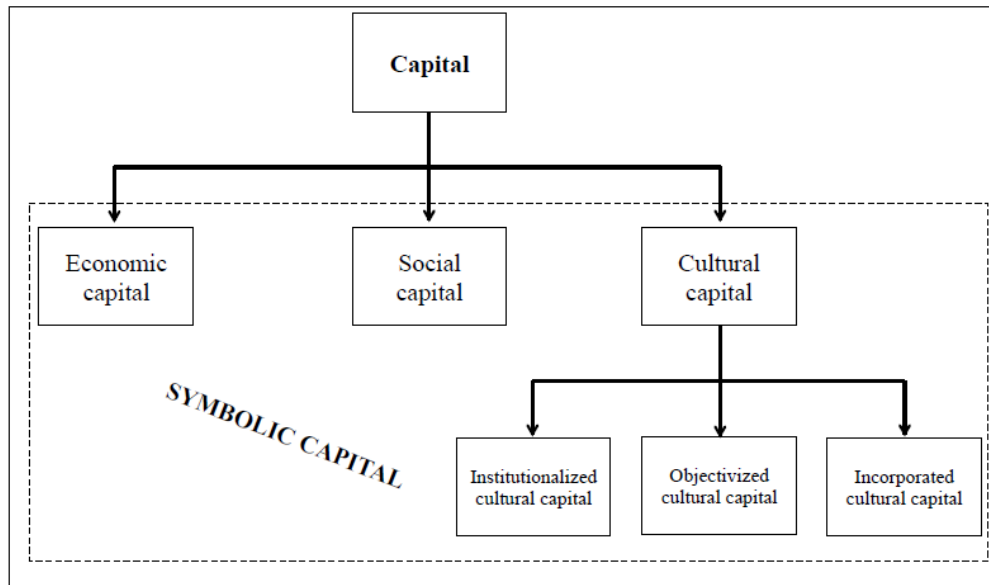 Capital
Economic
capital
Social
capital
Cultural
capital
SYMBOLIC CAPITAL
Institutionalized
cultural capital
Objectivized
cultural capital
Incorporated
cultural capital